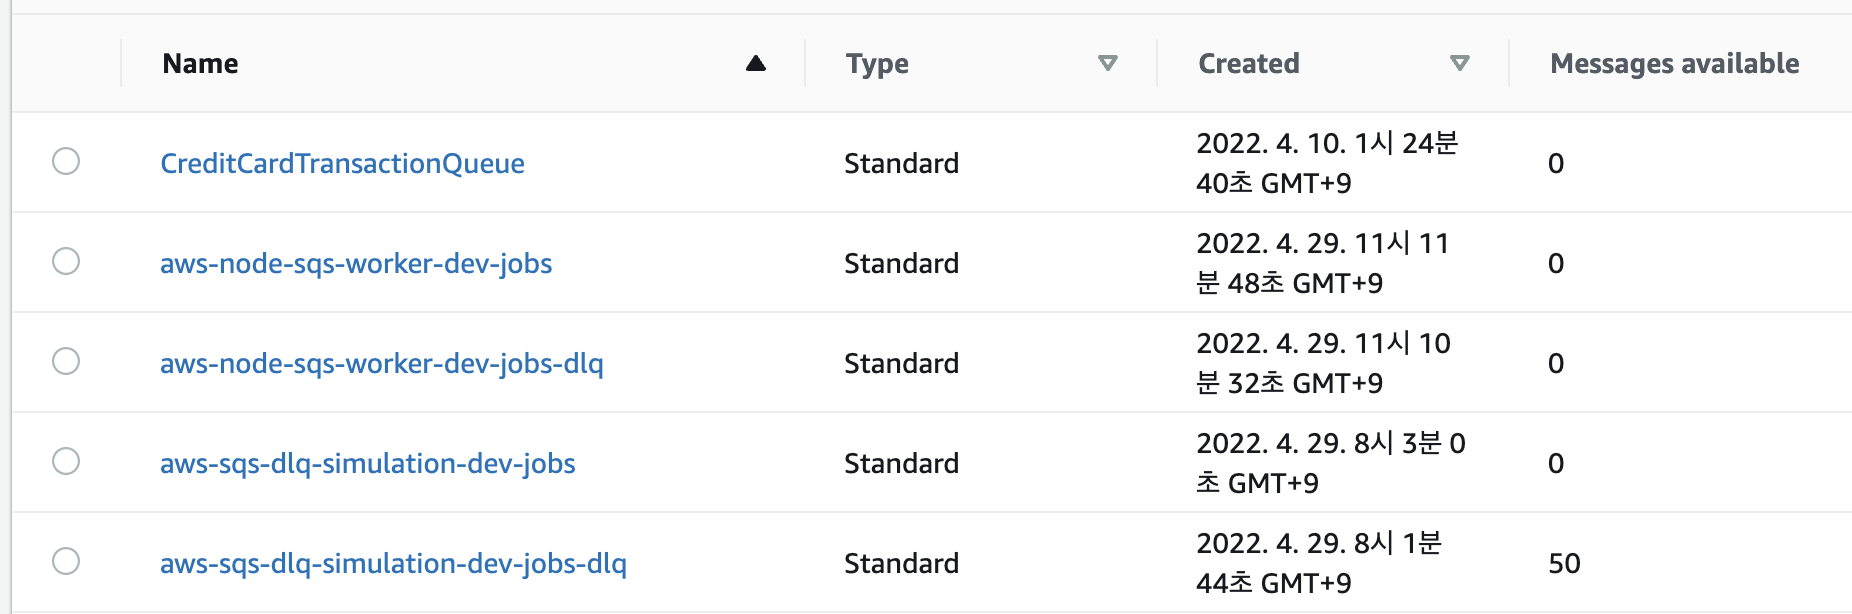 Name Type Created Messages available
CreditCardTransactionQueue Standard 2022. 4. 10. 1시 24분 0
40초 GMT+9
aws-node-sqs-worker-dev-jobs Standard 2022. 4. 29. 11시 11 0
분 48초 GMT+9
aws-node-sqs-worker-dev-jobs-dlq Standard 2022. 4. 29. 11시 10 0
분 32초 GMT+9
aws-sqs-dlq-simulation-dev-jobs Standard 2022. 4. 29. 8시 3분 0 0
초 GMT+9
aws-sqs-dlq-simulation-dev-jobs-dlq Standard 2022. 4. 29. 8시 1분 50
44초 GMT+9